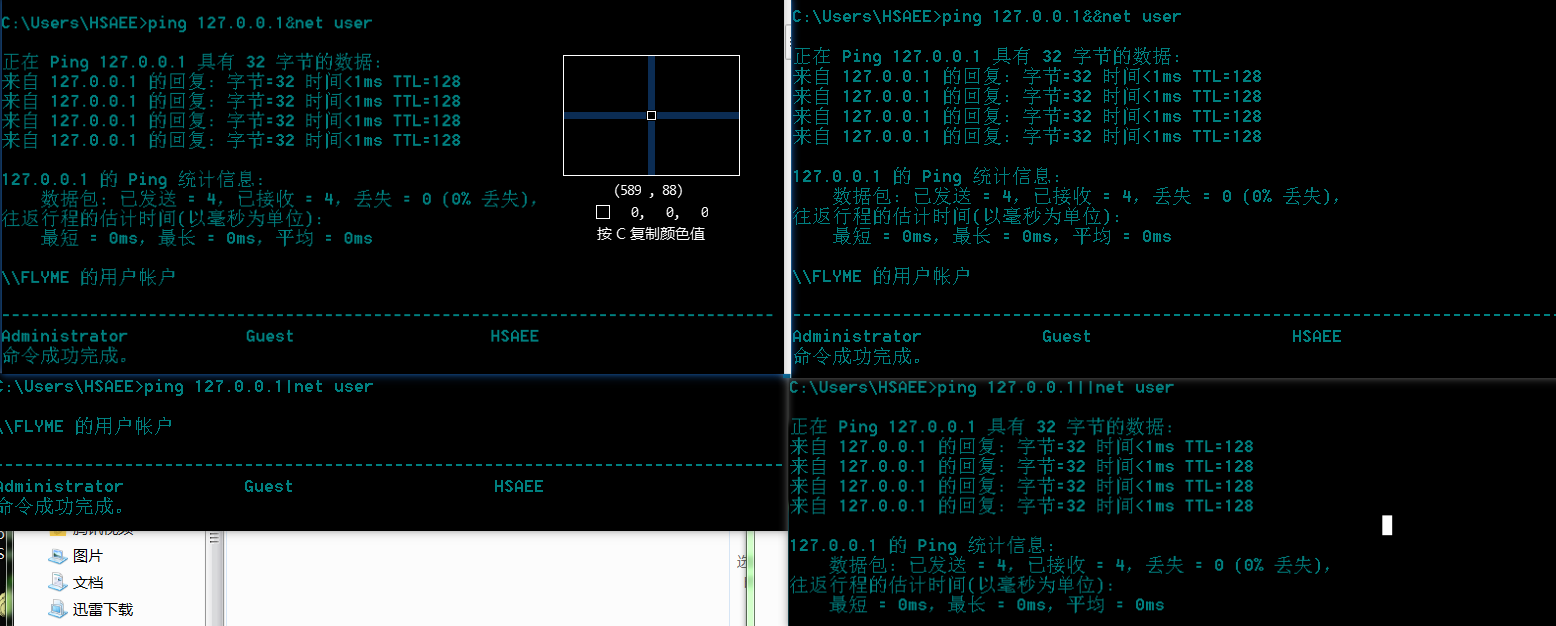 C:\Users\HSAEE>ping 127.0.0.1&net user
正在 Ping 127.0.0.1 具有 32 字节的数据:
来自 127.0.0.1 的回复: 字节=32 时间<1ms TTL=128
来自 127.0.0.1 的回复: 字节=32 时间<1ms TTL=128
来自 127.0.0.1 的回复: 字节=32 时间<1ms TTL=128
来自 127.0.0.1 的回复: 字节=32 时间<1ms TTL=128
127.0.0.1 的 Ping 统计信息:
数据包: 已发送 = 4，已接收 = 4，丢失 = 0 (0% 丢失)，
往返行程的估计时间(以毫秒为单位):
最短 = 0ms，最长 = 0ms，平均 = 0ms
\\FLYME 的用户帐户
-------------------------------------------------------------------------------
Administrator Guest HSAEE
命令成功完成。
(589 , 88)
0, 0, 0
按 C 复制颜色值
C:\Users\HSAEE>ping 127.0.0.1&&net user
正在 Ping 127.0.0.1 具有 32 字节的数据:
来自 127.0.0.1 的回复: 字节=32 时间<1ms TTL=128
来自 127.0.0.1 的回复: 字节=32 时间<1ms TTL=128
来自 127.0.0.1 的回复: 字节=32 时间<1ms TTL=128
来自 127.0.0.1 的回复: 字节=32 时间<1ms TTL=128
127.0.0.1 的 Ping 统计信息:
数据包: 已发送 = 4，已接收 = 4，丢失 = 0 (0% 丢失)，
往返行程的估计时间(以毫秒为单位):
最短 = 0ms，最长 = 0ms，平均 = 0ms
\\FLYME 的用户帐户
-------------------------------------------------------------------------------
Administrator Guest HSAEE
命令成功完成。
C:\Users\HSAEE>ping 127.0.0.1|net user
\\FLYME 的用户帐户
-------------------------------------------------------------------------------
Administrator Guest HSAEE
命令成功完成。
图片
文档
迅雷下载
C:\Users\HSAEE>ping 127.0.0.1||net user
正在 Ping 127.0.0.1 具有 32 字节的数据:
来自 127.0.0.1 的回复: 字节=32 时间<1ms TTL=128
来自 127.0.0.1 的回复: 字节=32 时间<1ms TTL=128
来自 127.0.0.1 的回复: 字节=32 时间<1ms TTL=128
来自 127.0.0.1 的回复: 字节=32 时间<1ms TTL=128
127.0.0.1 的 Ping 统计信息:
数据包: 已发送 = 4，已接收 = 4，丢失 = 0 (0% 丢失)，
往返行程的估计时间(以毫秒为单位):
最短 = 0ms，最长 = 0ms，平均 = 0ms